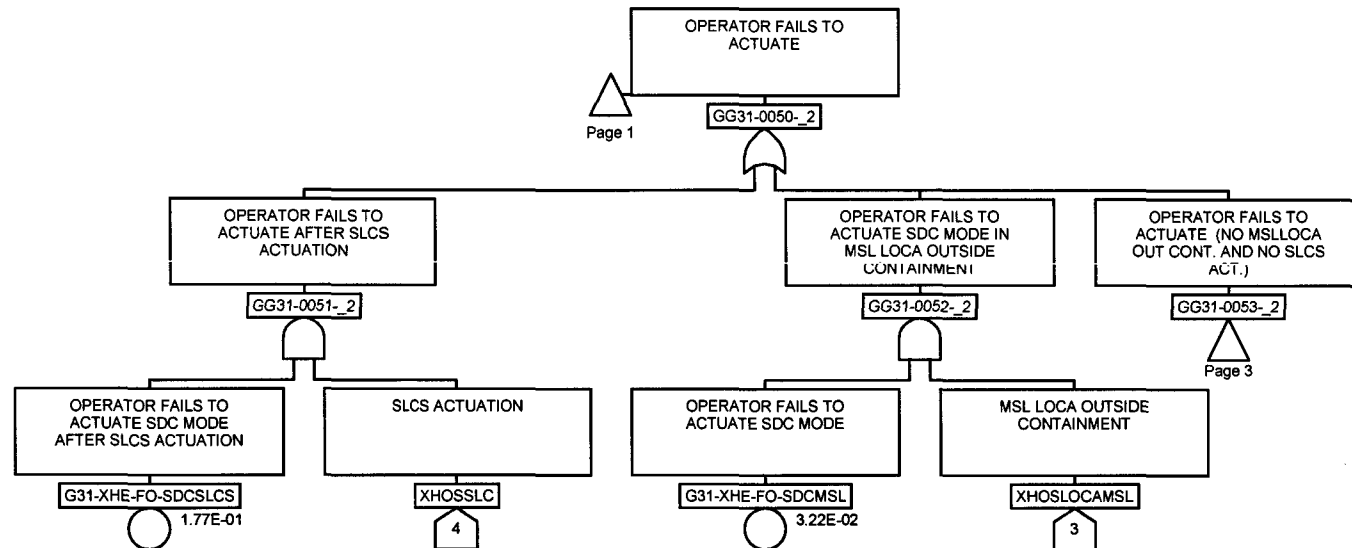 OPERATOR FAILS TO
ACTUATE
Page 1
GG31-0050-_2
OPERATOR FAILS TO
ACTUATE AFTER SLCS
ACTUATION
GG31-0051-_2
OPERATOR FAILS TO
ACTUATE SDC MODE IN
MSL LOCA OUTSIDE
CONTAINMENT
GG31-0052-_2
OPERATOR FAILS TO
ACTUATE (NO MSLLOCA
OUT CONT. AND NO SLCS
ACT.)
GG31-0053-_2
Page 3
OPERATOR FAILS TO
ACTUATE SDC MODE
AFTER SLCS ACTUATION
G31-XHE-FO-SDCSLCS
1.77E-01
SLCS ACTUATION
XHOSSLC
4
OPERATOR FAILS TO
ACTUATE SDC MODE
G31-XHE-FO-SDCMSL
3.22E-02
MSL LOCA OUTSIDE
CONTAINMENT
XHOSLOCAMSL
3